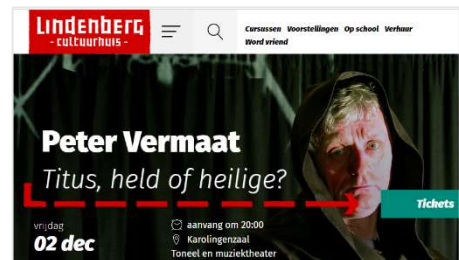 Lindenberg
- cultuurhuis -
Cursussen Voorstellingen Op school Verhuur
Word vriend
Peter Vermaat
Titus, held of heilige?
Tickets
vrijdag
02 dec
aanvang om 20:00
Karolingenzaal
Toneel en muziektheater